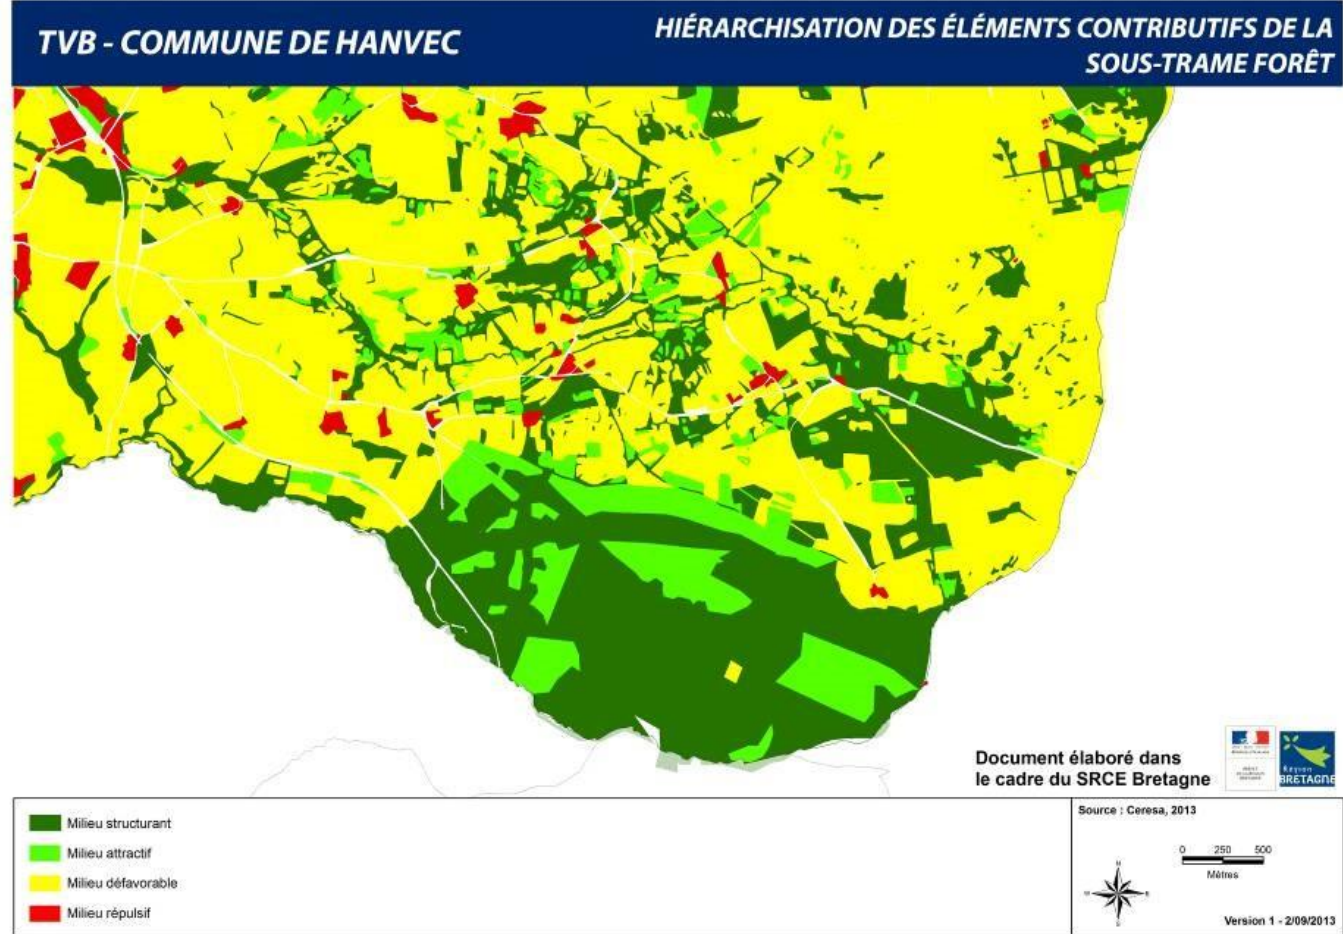 TVB - COMMUNE DE HANVEC
HIÉRARCHISATION DES ÉLÉMENTS CONTRIBUTIFS DE LA
SOUS-TRAME FORÊT
Document élaboré dans
le cadre du SRCE Bretagne
Région
BRETAGNE
Milieu structurant
Milieu attractif
Milieu défavorable
Milieu répulsif
Source : Ceresa, 2013
0 250 500
Mètres
N
Version 1 - 2/09/2013